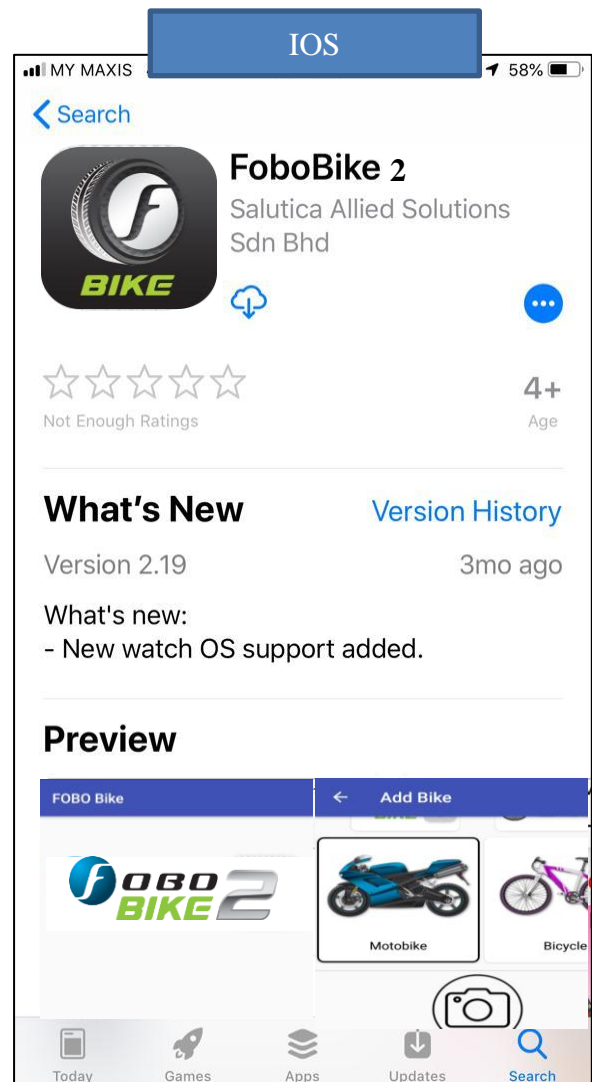 IOS
MY MAXIS
58%
Search
FoboBike 2
Salutica Allied Solutions
Sdn Bhd
F
BIKE
Not Enough Ratings
4+
Age
What's New
Version History
Version 2.19
3mo ago
What's new:
- New watch OS support added.
Preview
FOBO Bike
FOBO
BIKE 2
Add Bike
Motobike
Bicycle
Today
Games
Apps
Updates
Search